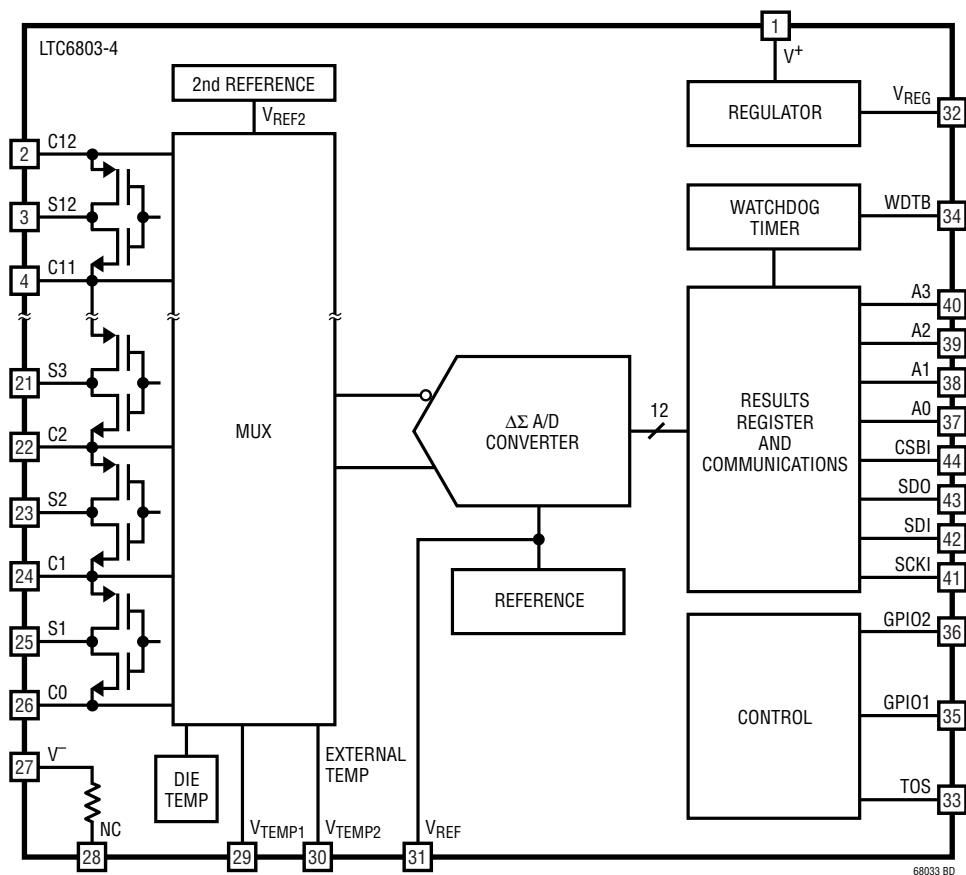 LTC6803-4
1
V+
2nd REFERENCE
VREF2
REGULATOR
VREG
32
2
C12
3
S12
4
C11
WATCHDOG
TIMER
WDTB
34
21
S3
22
C2
23
S2
24
C1
25
S1
26
C0
27
V–
NC
28
MUX
ΔΣ A/D
CONVERTER
12
REFERENCE
RESULTS
REGISTER
AND
COMMUNICATIONS
A3
40
A2
39
A1
38
A0
37
CSBI
44
SDO
43
SDI
42
SCKI
41
CONTROL
GPIO2
36
GPIO1
35
TOS
33
DIE
TEMP
EXTERNAL
TEMP
VTEMP1
29
VTEMP2
30
VREF
31
68033 BD